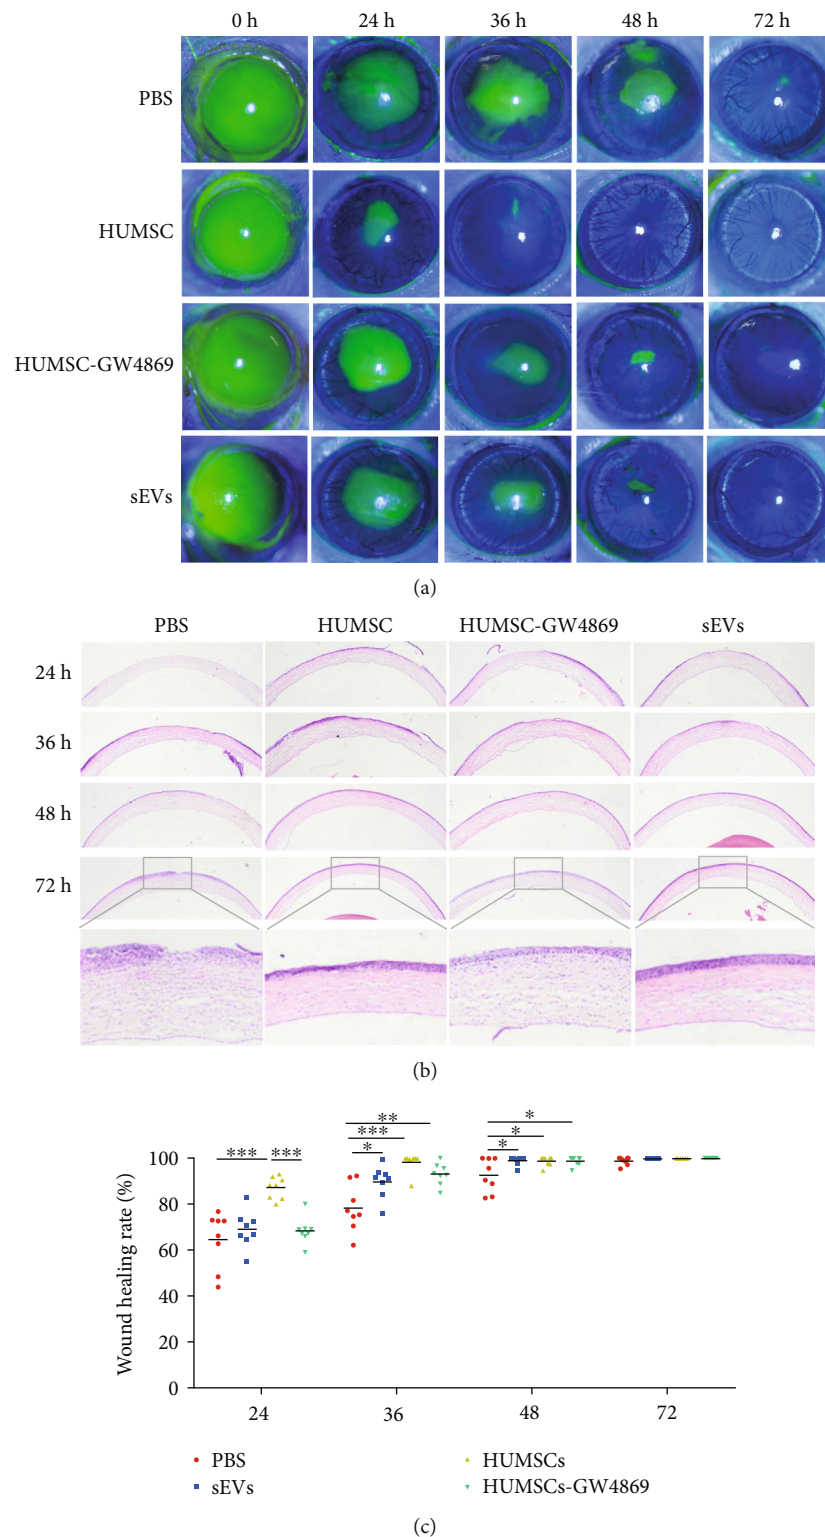 0 h 24 h 36 h 48 h 72 h
PBS
HUMSC
HUMSC-GW4869
sEVs
(a)
PBS HUMSC HUMSC-GW4869 sEVs
24 h
36 h
48 h
72 h
(b)
Wound healing rate (%)
100
80
60
40
20
0
*** ***
**
***
*
*
*
*
24 36 48 72
PBS HUMSCs
sEVs HUMSCs-GW4869
(c)